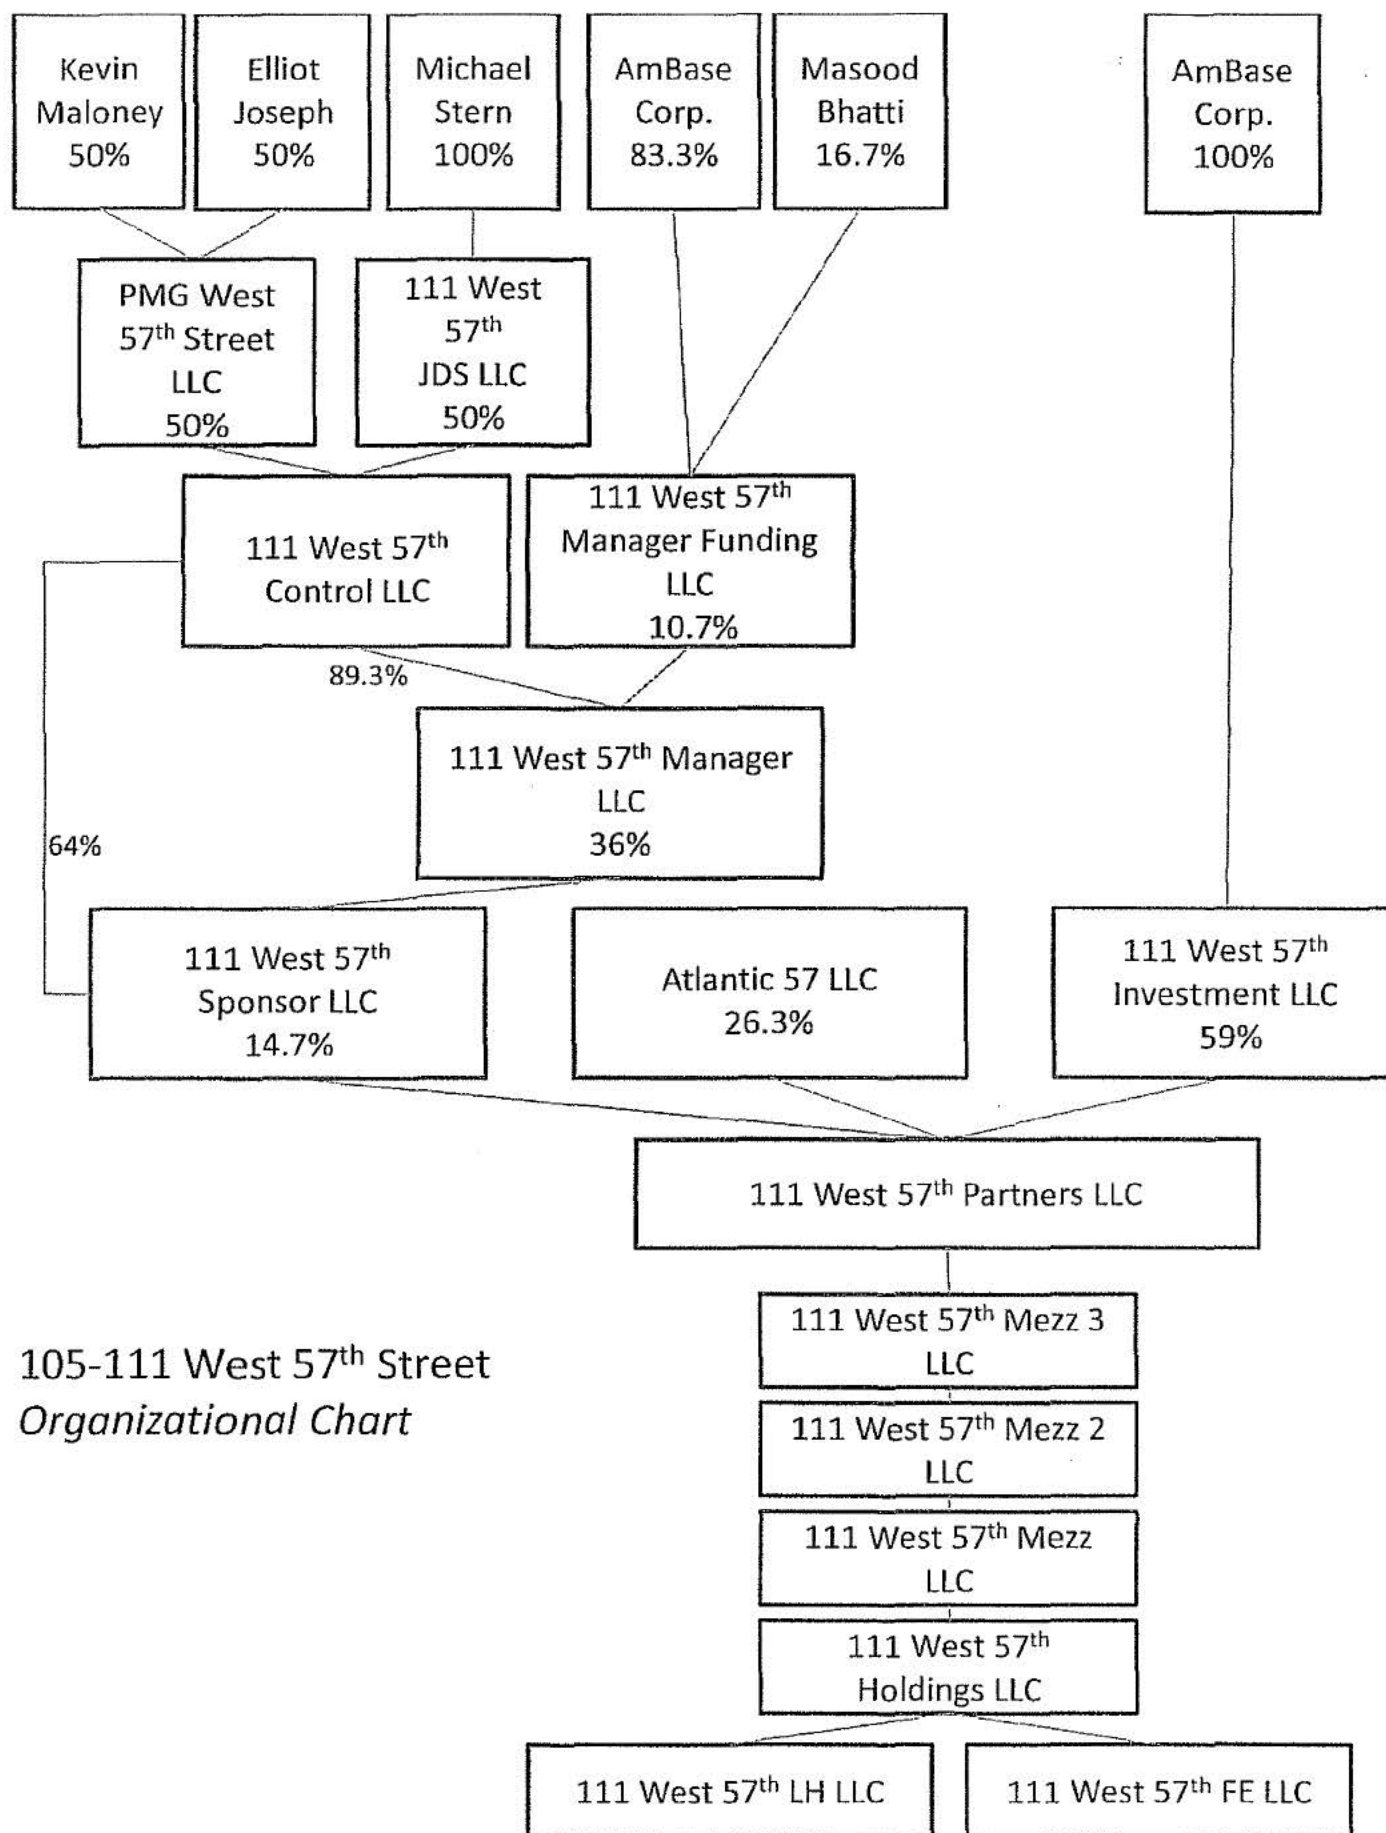 Kevin
Maloney
50%
Elliot
Joseph
50%
Michael
Stern
100%
AmBase
Corp.
83.3%
Masood
Bhatti
16.7%
AmBase
Corp.
100%
PMG West
57th Street
LLC
50%
111 West
57th
JDS LLC
50%
111 West 57th
Control LLC
111 West 57th
Manager Funding
LLC
10.7%
89.3%
111 West 57th Manager
LLC
36%
64%
111 West 57th
Sponsor LLC
14.7%
Atlantic 57 LLC
26.3%
111 West 57th
Investment LLC
59%
111 West 57th Partners LLC
111 West 57th Mezz 3
LLC
105-111 West 57th Street
Organizational Chart
111 West 57th Mezz 2
LLC
111 West 57th Mezz
LLC
111 West 57th
Holdings LLC
111 West 57th LH LLC
111 West 57th FE LLC